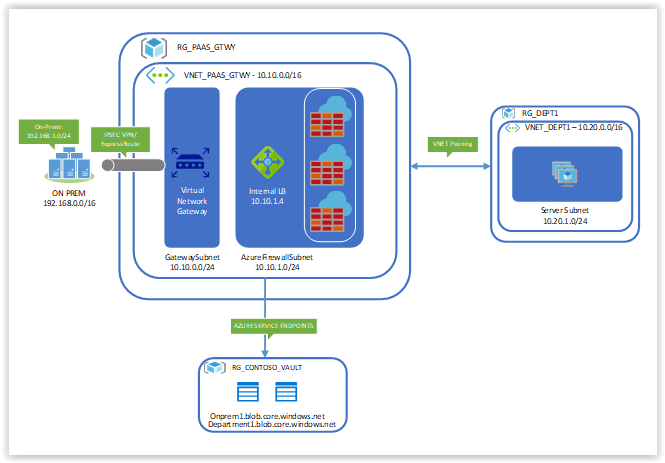 RG_PAAS_GTWY
VNET_PAAS_GTWY - 10.10.0.0/16
On-Prem:
192.168.1.0/24
IPSEC VPN/
ExpressRoute
ON PREM
192.168.0.0/16
Virtual
Network
Gateway
GatewaySubnet
10.10.0.0/24
Internal LB
10.10.1.4
AzureFirewallSubnet
10.10.1.0/24
VNET Peering
RG_DEPT1
VNET_DEPT1 – 10.20.0.0/16
Server Subnet
10.20.1.0/24
AZURE SERVICE ENDPOINTS
RG_CONTOSO_VAULT
Onprem1.blob.core.windows.net
Department1.blob.core.windows.net